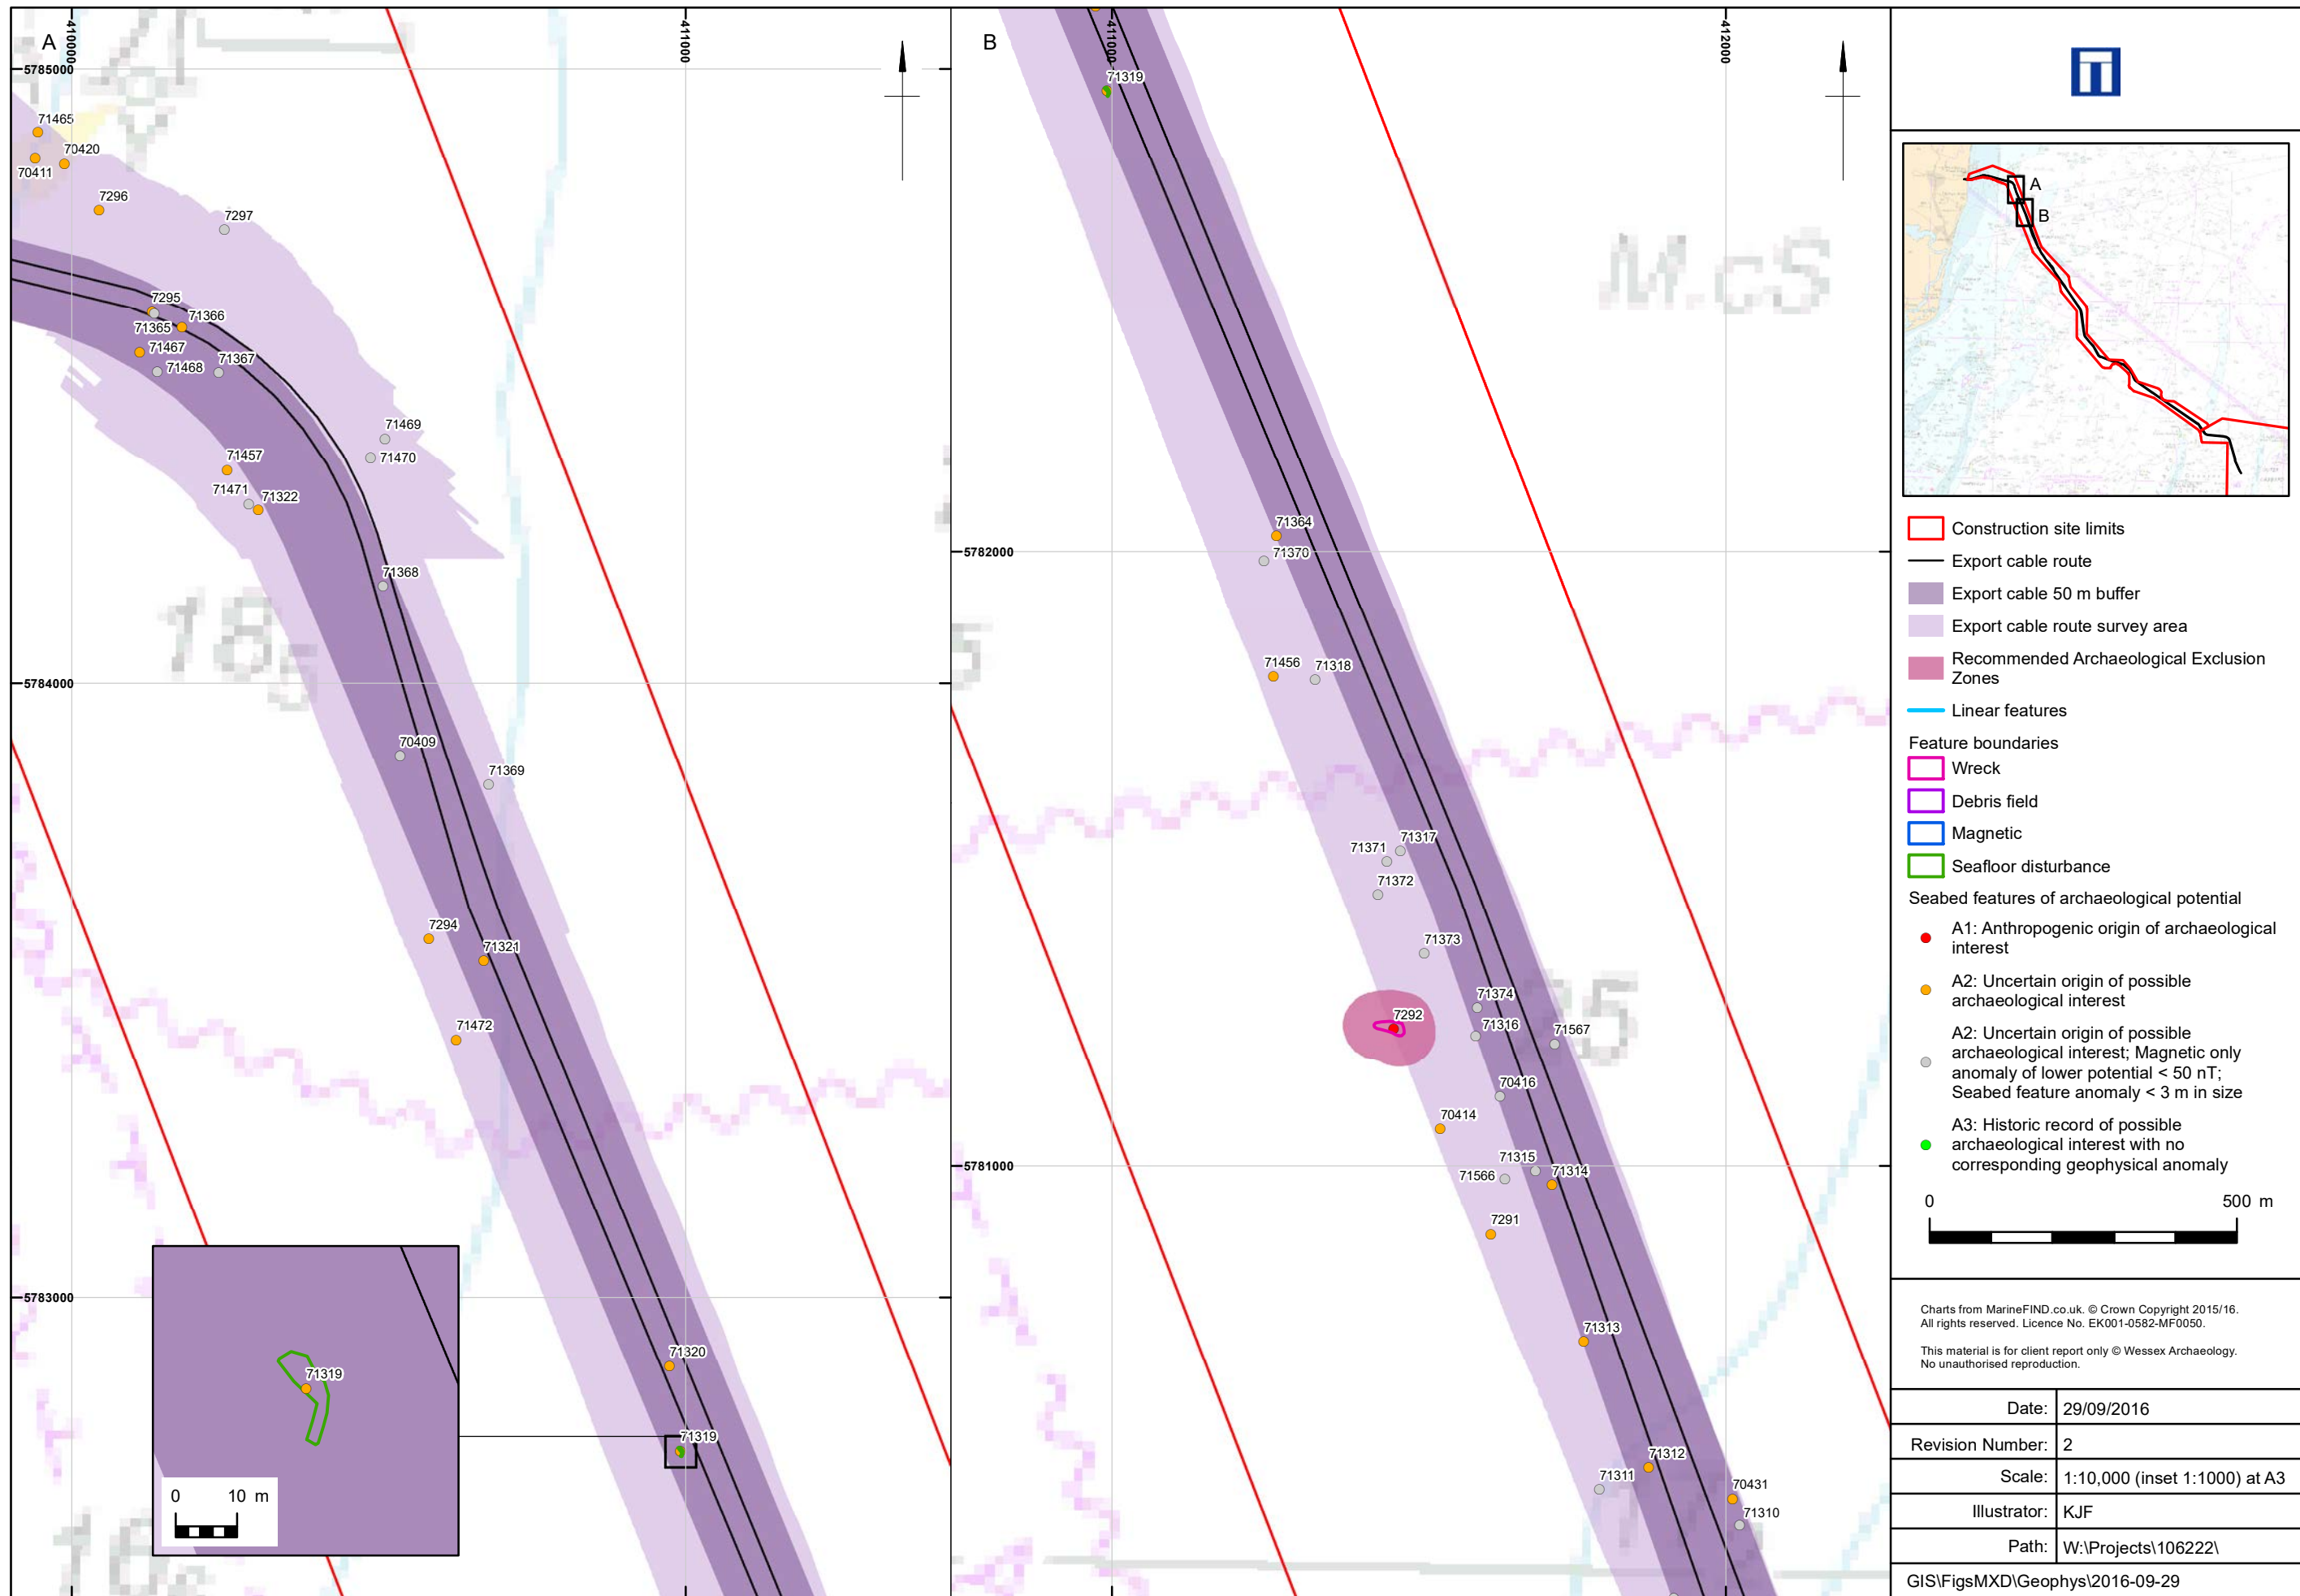 A
410000
411000
5785000
71465
70420
70411
7296
7297
7295
71365
71366
71467
71468
71367
71469
71470
71457
71471
71322
71368
18
5
5784000
70409
71369
7294
71321
71472
5783000
71320
71319
71319
0 10 m
B
411000
412000
71319
M.cS
71364
71370
5782000
71456
71318
71317
71371
71372
71373
71374
7292
71316
71567
70416
70414
71315
71566
71314
5781000
7291
71313
71312
71311
70431
71310
A
B
Construction site limits
Export cable route
Export cable 50 m buffer
Export cable route survey area
Recommended Archaeological Exclusion
Zones
Linear features
Feature boundaries
Wreck
Debris field
Magnetic
Seafloor disturbance
Seabed features of archaeological potential
A1: Anthropogenic origin of archaeological
interest
A2: Uncertain origin of possible
archaeological interest
A2: Uncertain origin of possible
archaeological interest; Magnetic only
anomaly of lower potential < 50 nT;
Seabed feature anomaly < 3 m in size
A3: Historic record of possible
archaeological interest with no
corresponding geophysical anomaly
0 500 m
Charts from MarineFIND.co.uk. © Crown Copyright 2015/16.
All rights reserved. Licence No. EK001-0582-MF0050.
This material is for client report only © Wessex Archaeology.
No unauthorised reproduction.
Date: 29/09/2016
Revision Number: 2
Scale: 1:10,000 (inset 1:1000) at A3
Illustrator: KJF
Path: W:\Projects\106222\
GIS\FigsMXD\Geophys\2016-09-29